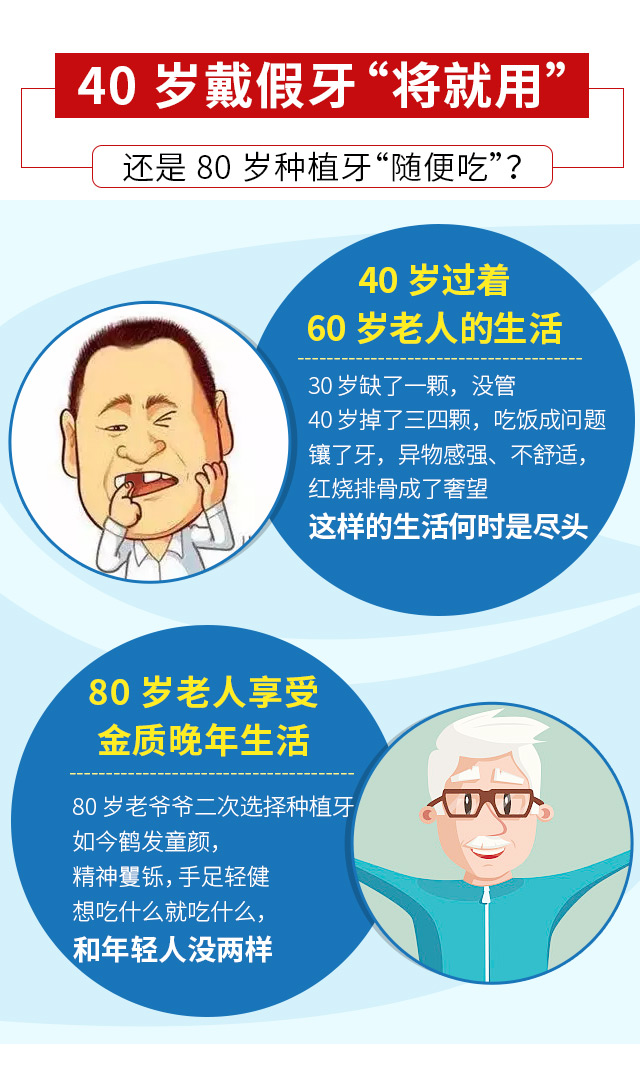 40 岁戴假牙“将就用”
还是 80 岁种植牙“随便吃”？
40 岁过着
60 岁老人的生活
30 岁缺了一颗，没管
40 岁掉了三四颗，吃饭成问题
镶了牙，异物感强、不舒适，
红烧排骨成了奢望
这样的生活何时是尽头
80 岁老人享受
金质晚年生活
80 岁老爷爷二次选择种植牙
如今鹤发童颜，
精神矍铄，手足轻健
想吃什么就吃什么，
和年轻人没两样